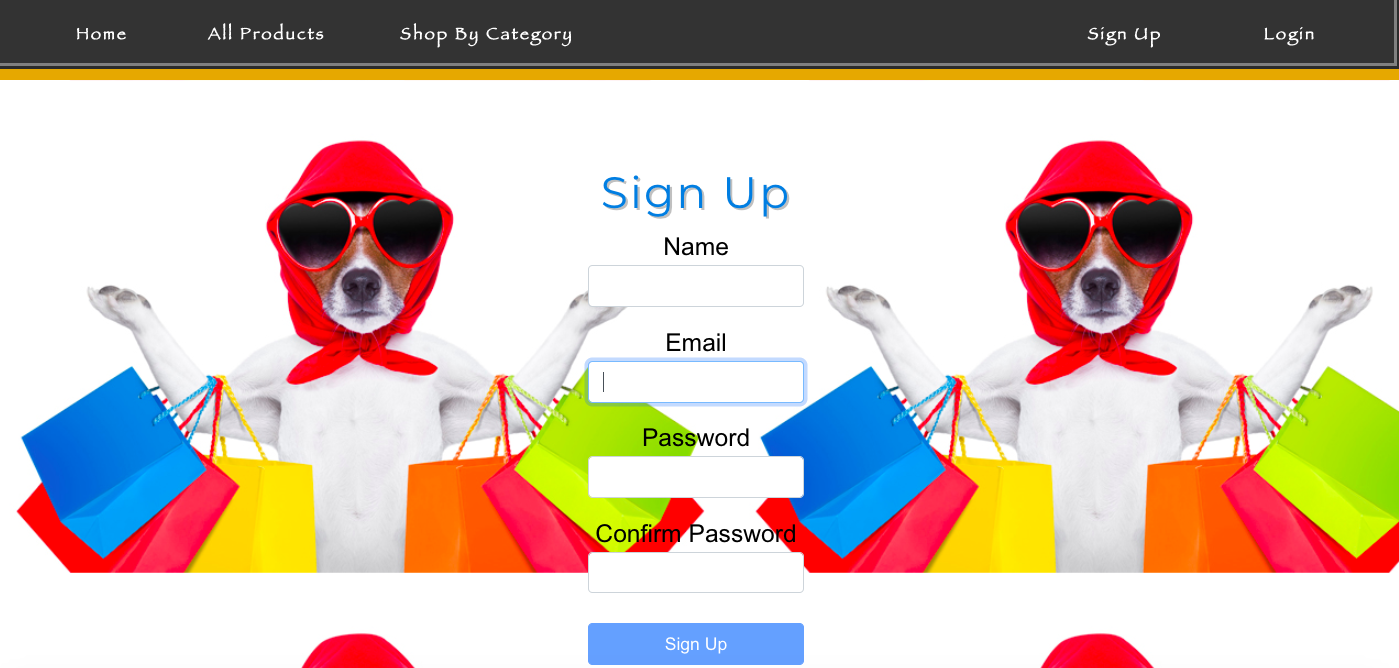 Home All Products Shop By Category Sign Up Login
Sign Up
Name
Email
Password
Confirm Password
Sign Up